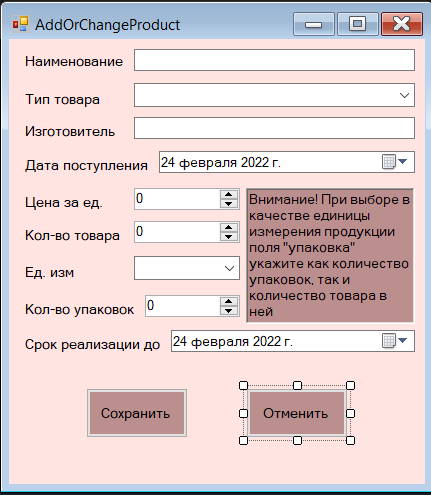 AddOrChangeProduct
Наименование
Тип товара
Изготовитель
Дата поступления 24 февраля 2022 г.
Цена за ед. 0
Кол-во товара 0
Ед. изм
Кол-во упаковок 0
Внимание! При выборе в
качестве единицы
измерения продукции
поля "упаковка"
укажите как количество
упаковок, так и
количество товара в
ней
Срок реализации до 24 февраля 2022 г.
Сохранить Отменить